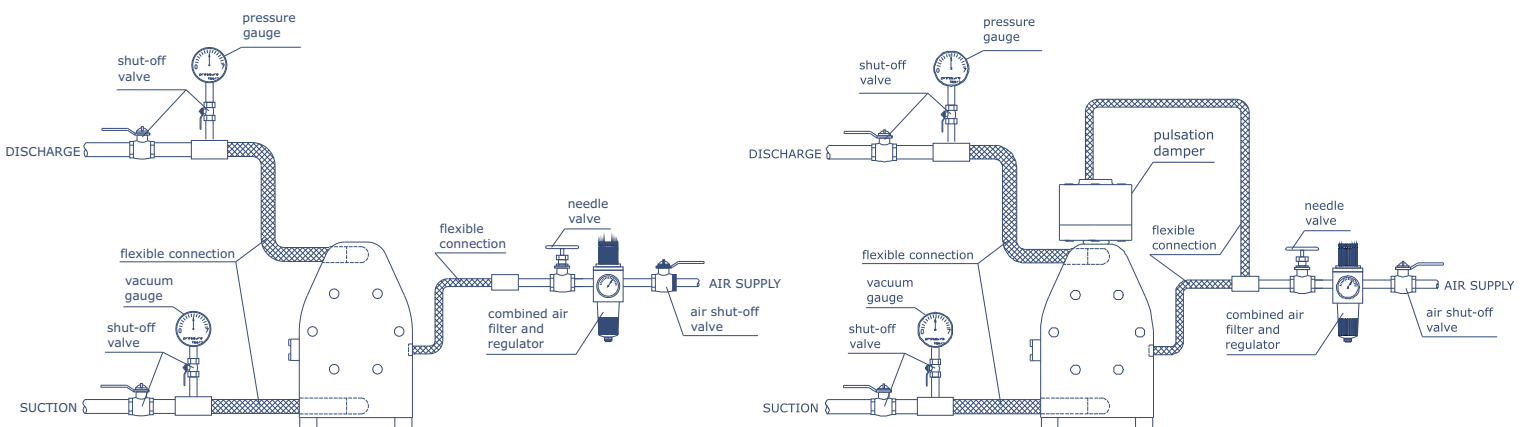 pressure
gauge
shut-off
valve
DISCHARGE
needle
valve
flexible
connection
flexible connection
AIR SUPPLY
vacuum
gauge
combined air
filter and
regulator
air shut-off
valve
shut-off
valve
SUCTION
pressure
gauge
shut-off
valve
DISCHARGE
pulsation
damper
needle
valve
flexible
connection
flexible connection
AIR SUPPLY
vacuum
gauge
combined air
filter and
regulator
air shut-off
valve
shut-off
valve
SUCTION